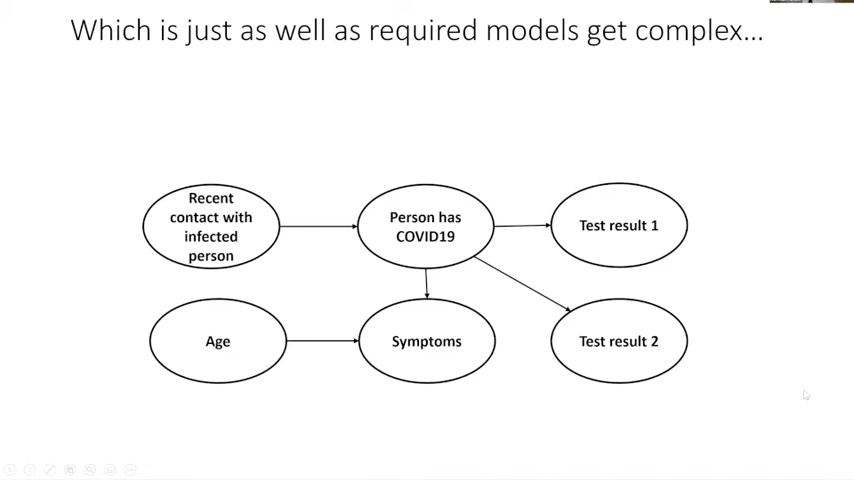 Which is just as well as required models get complex...
Recent
contact with
infected
person
Person has
COVID19
Test result 1
Age
Symptoms
Test result 2